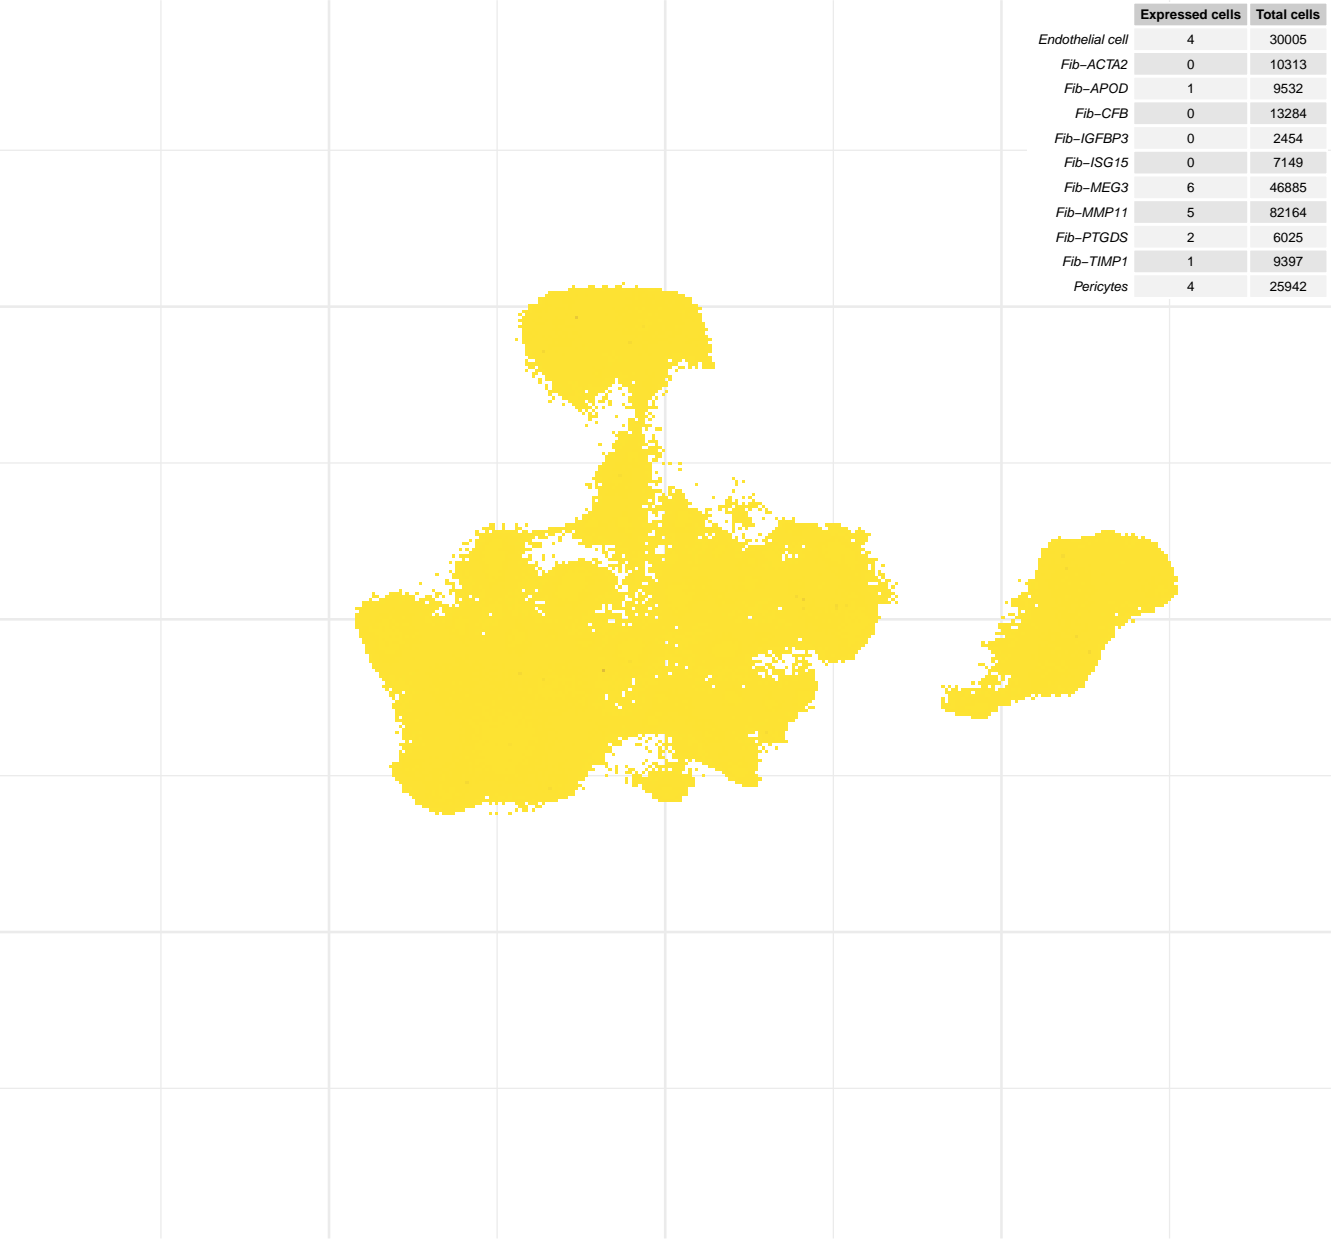 Expressed cells Total cells
Endothelial cell 4 30005
Fib−ACTA2 0 10313
Fib−APOD 1 9532
Fib−CFB 0 13284
Fib−IGFBP3 0 2454
Fib−ISG15 0 7149
Fib−MEG3 6 46885
Fib−MMP11 5 82164
Fib−PTGDS 2 6025
Fib−TIMP1 1 9397
Pericytes 4 25942